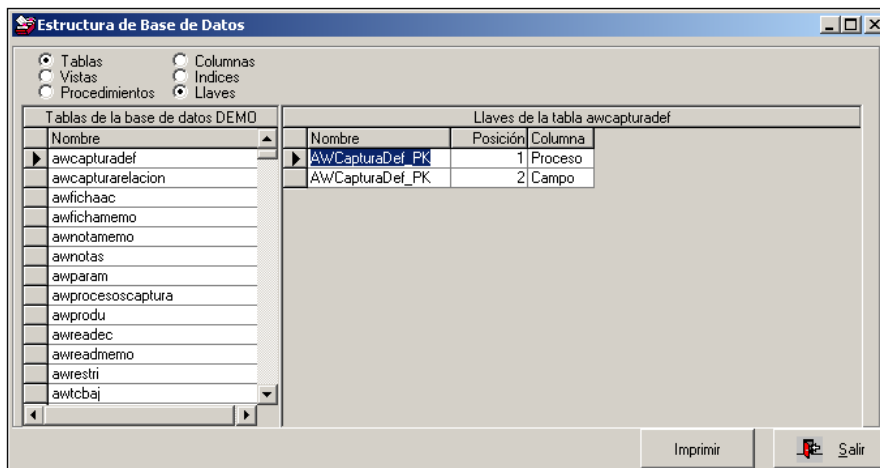 Estructura de Base de Datos
Tablas Columnas
Vistas Indices
Procedimientos Llaves
Tablas de la base de datos DEMO Llaves de la tabla awcapturadef
Nombre Nombre Posición Columna
awcapturadef AWCapturaDef_PK 1 Proceso
awcapturarelacion AWCapturaDef_PK 2 Campo
awfichaac
awfichamemo
awnotamemo
awnotas
awparam
awprocesoscaptura
awprodu
awreadec
awreadmemo
awrestri
awtcbaj
Imprimir Salir